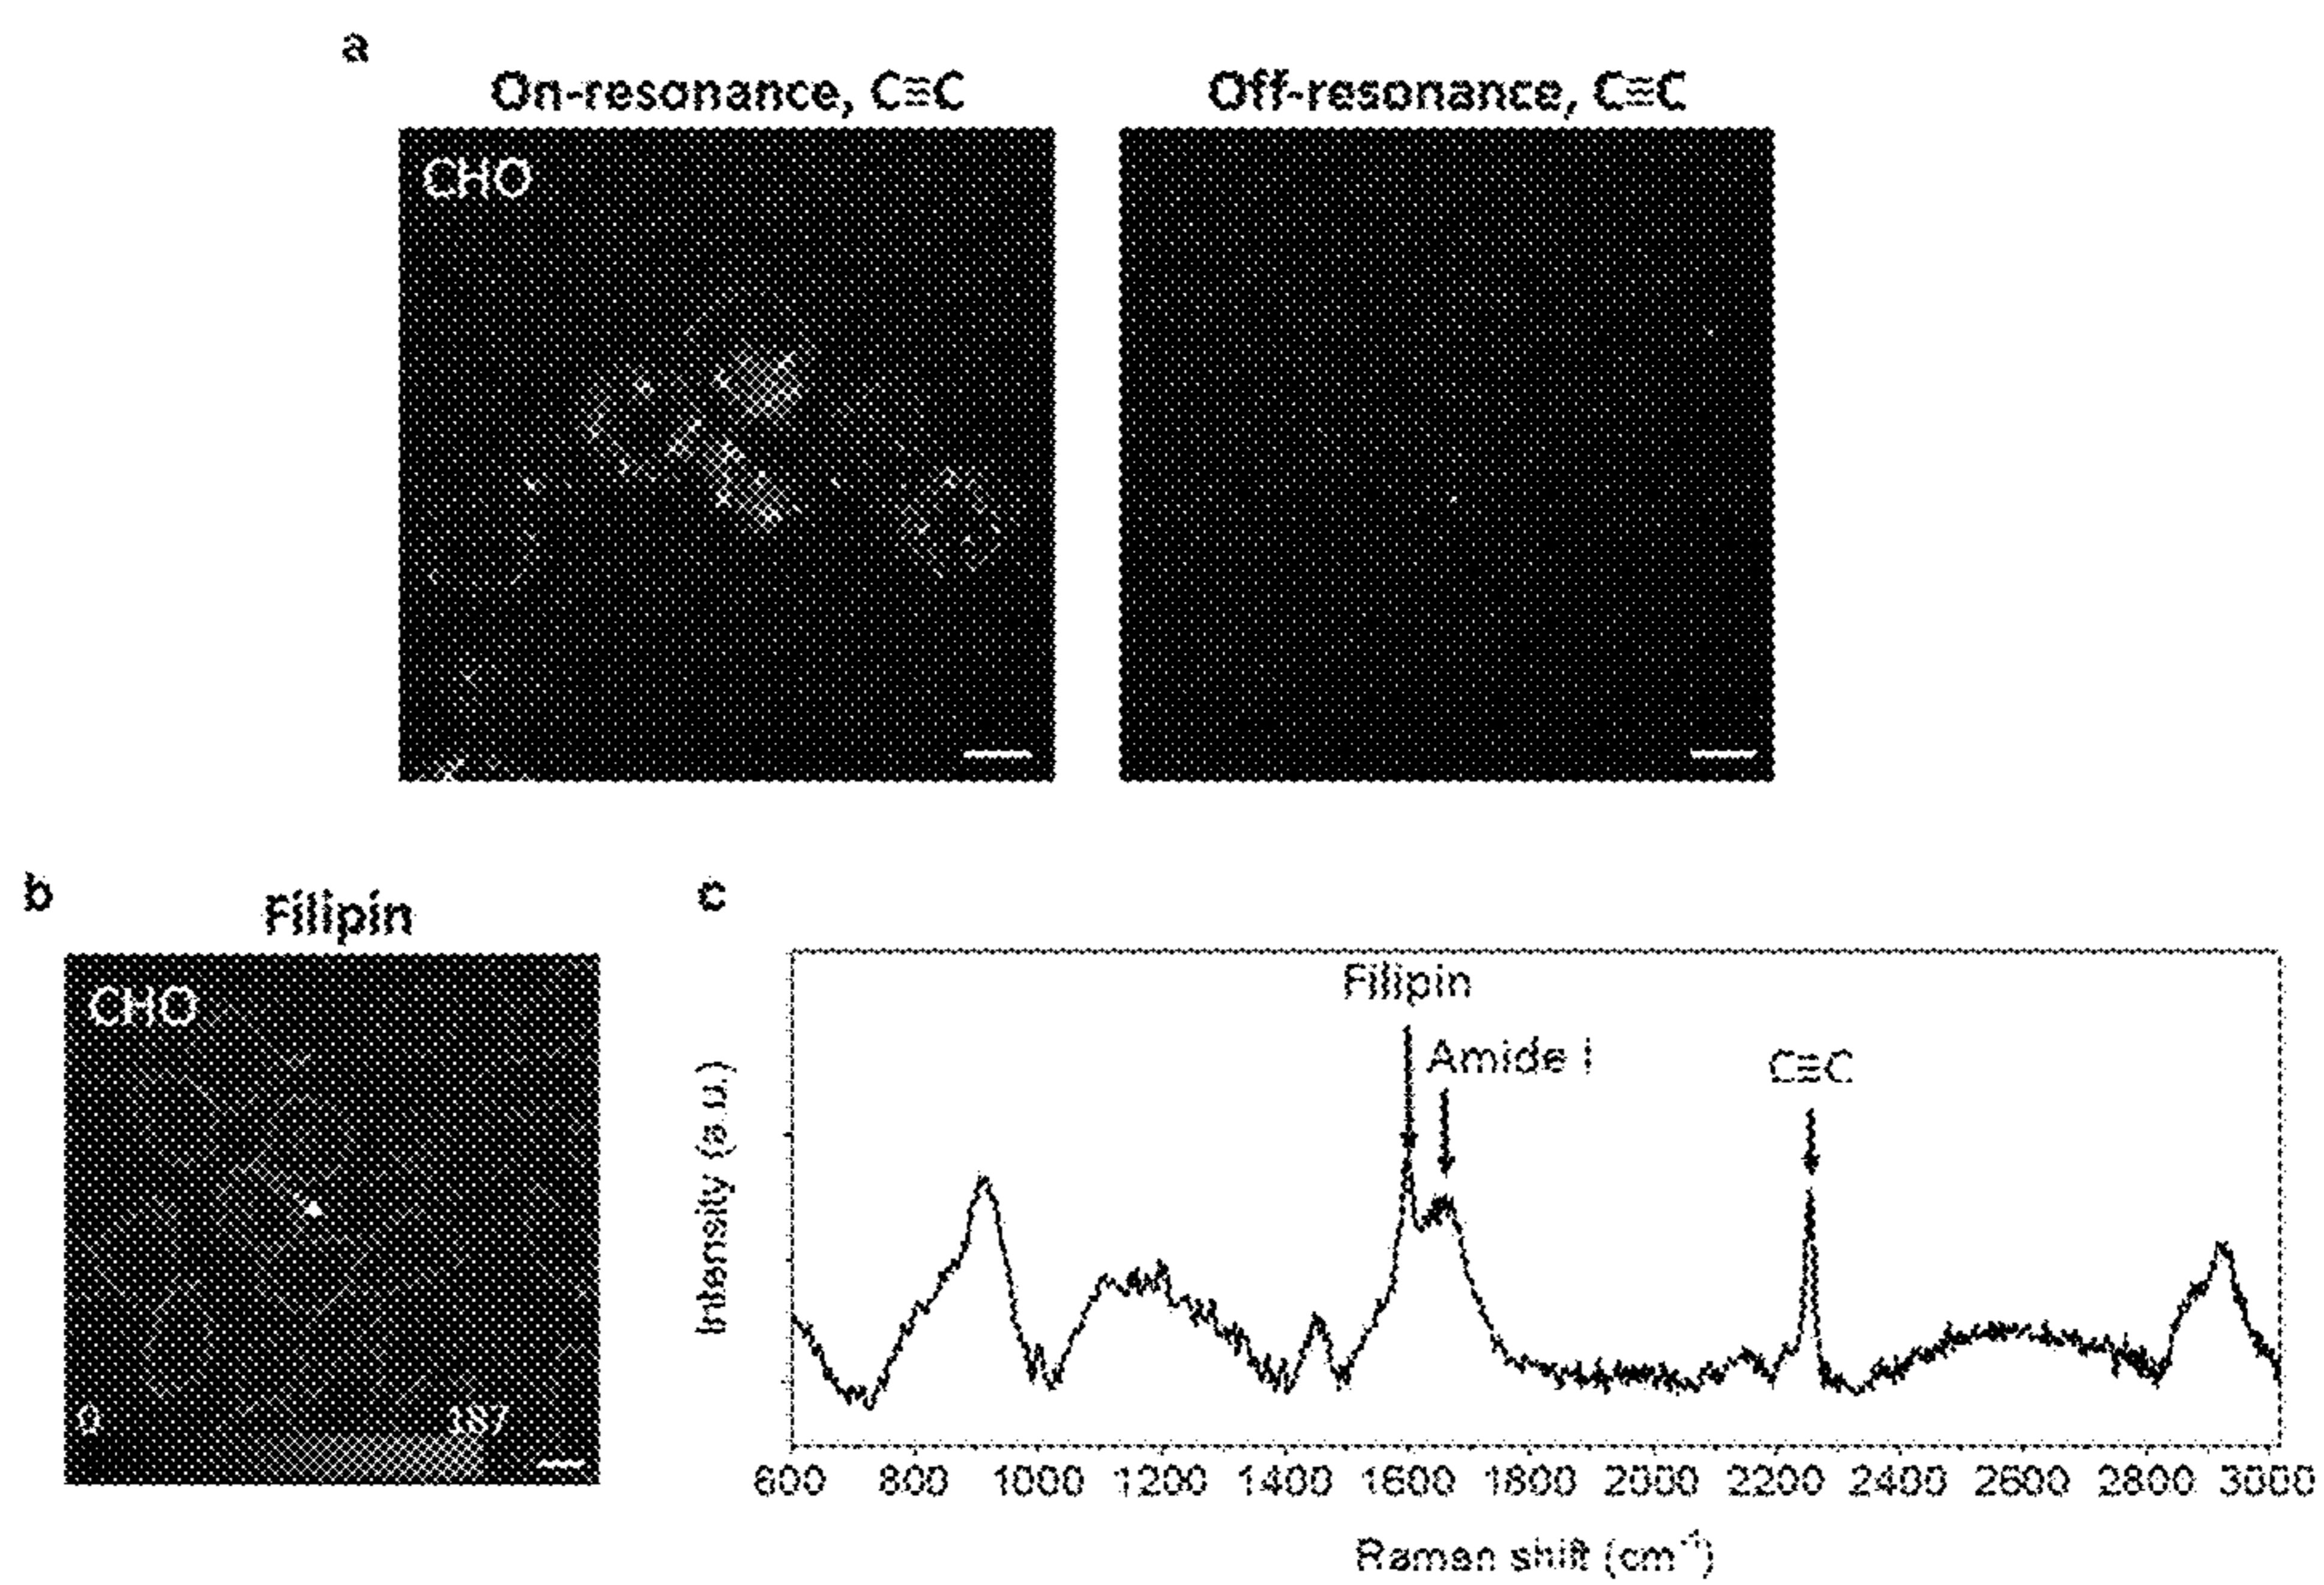 a
On-resonance, C≡C
Off-resonance, C≡C
CHO
b
Filipin
CHO
0
187
c
Filipin
Amide I
C≡C
Intensity (a.u.)
600 800 1000 1200 1400 1600 1800 2000 2200 2400 2600 2800 3000
Raman shift (cm⁻¹)